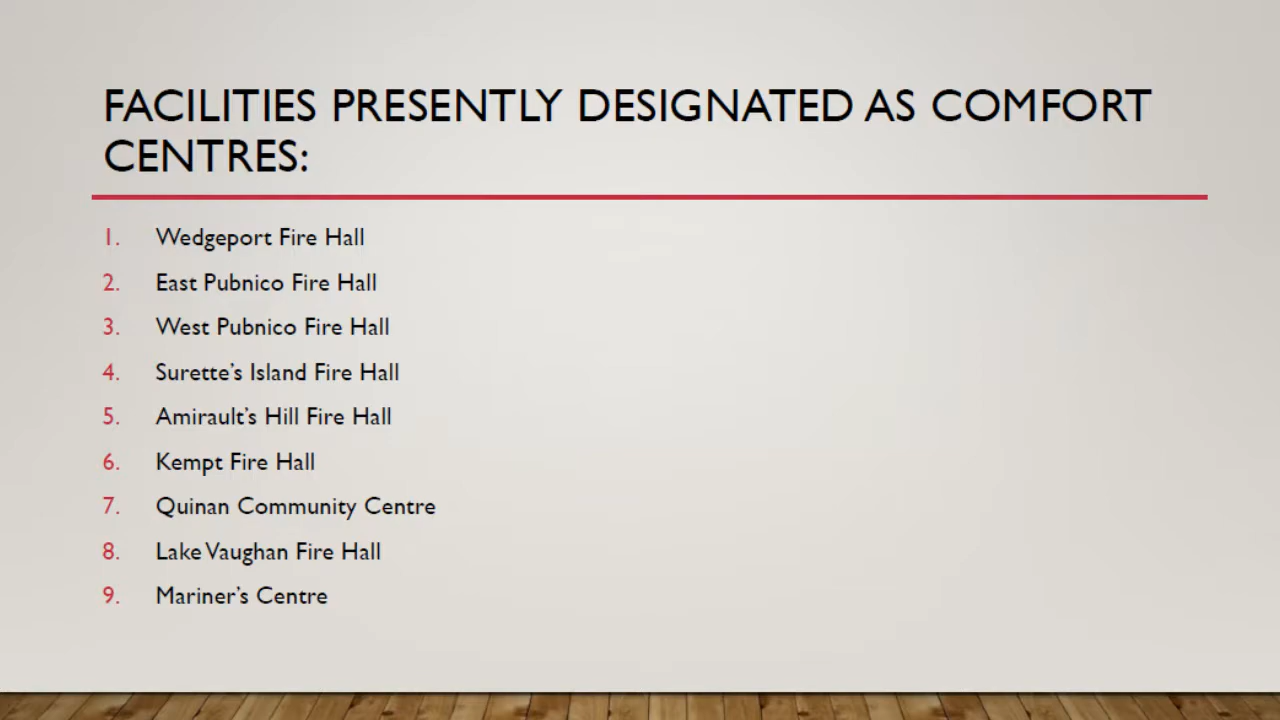 FACILITIES PRESENTLY DESIGNATED AS COMFORT
CENTRES:
1. Wedgeport Fire Hall
2. East Pubnico Fire Hall
3. West Pubnico Fire Hall
4. Surette’s Island Fire Hall
5. Amirault’s Hill Fire Hall
6. Kempt Fire Hall
7. Quinan Community Centre
8. Lake Vaughan Fire Hall
9. Mariner’s Centre